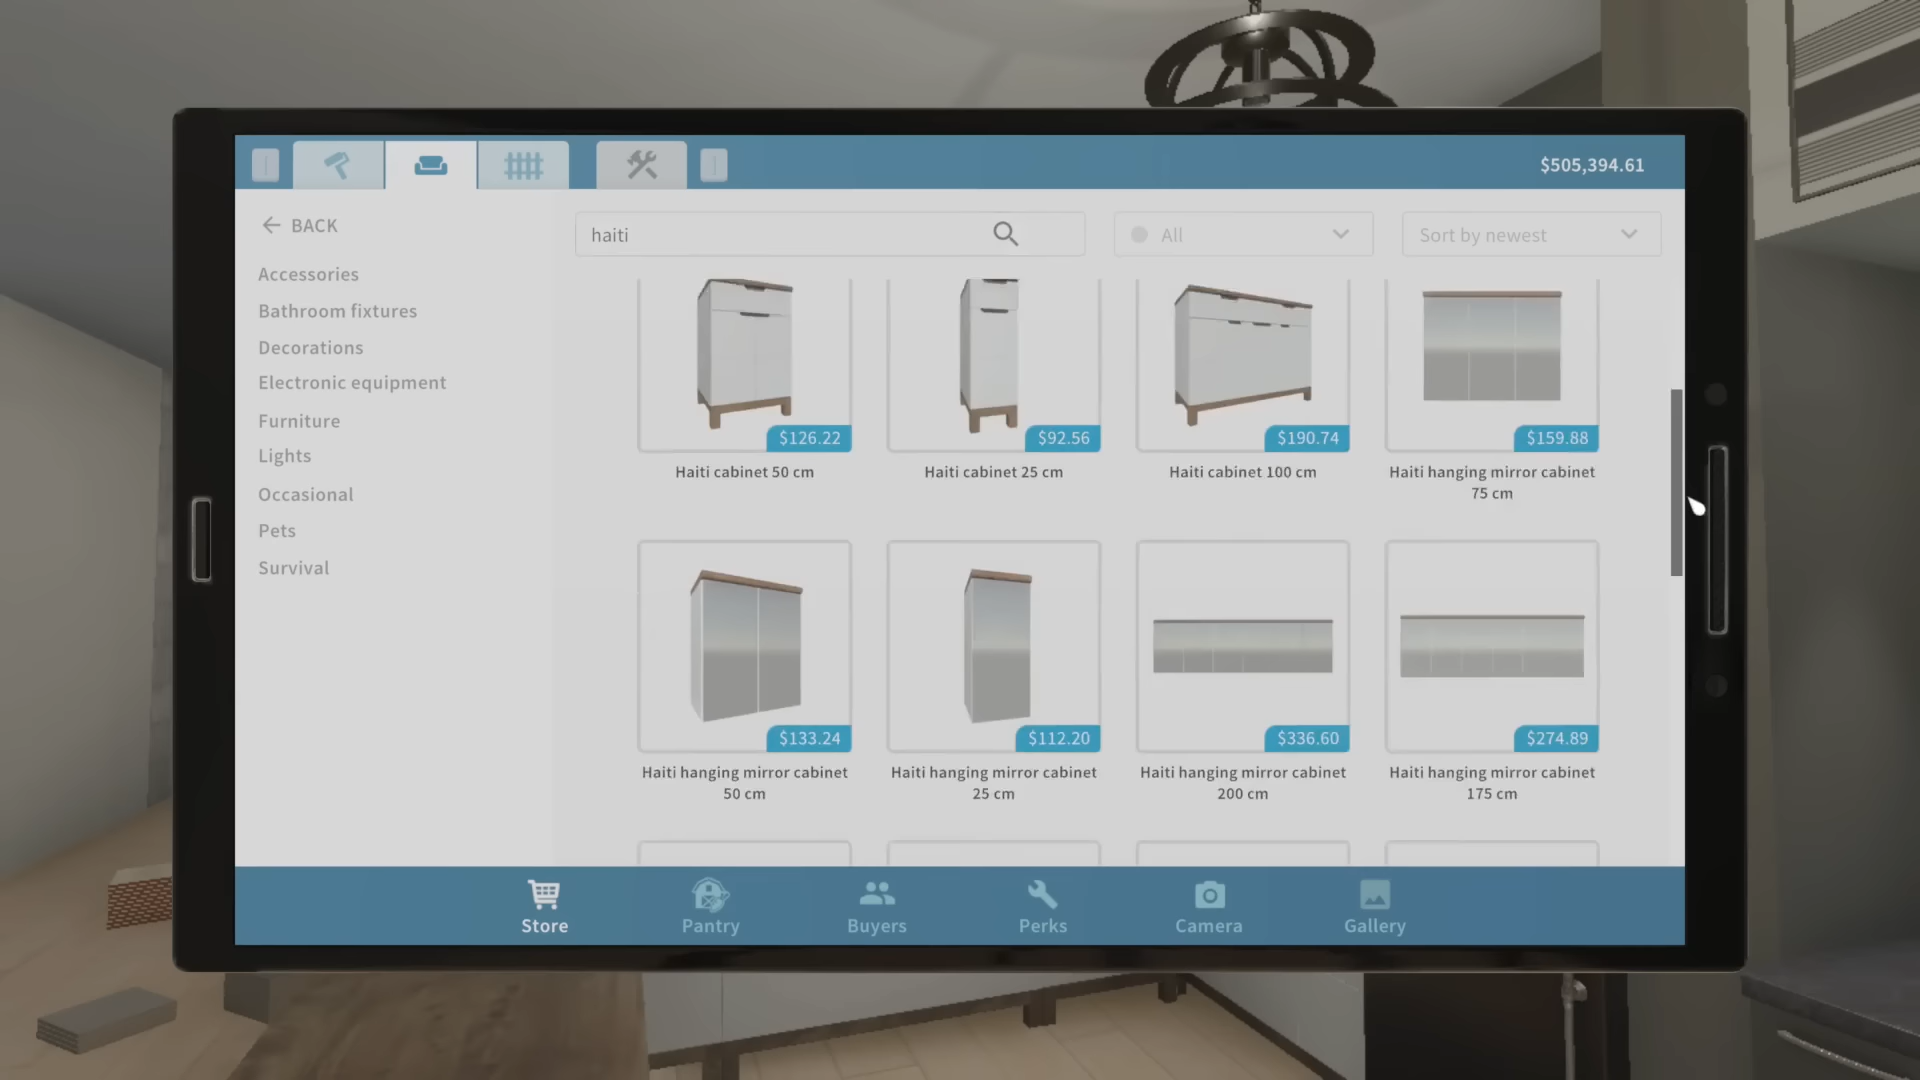 $505,394.61
BACK
haiti
All
Sort by newest
Accessories
Bathroom fixtures
Decorations
Electronic equipment
Furniture
Lights
Occasional
Pets
Survival
$126.22
$92.56
$190.74
$159.88
Haiti cabinet 50 cm
Haiti cabinet 25 cm
Haiti cabinet 100 cm
Haiti hanging mirror cabinet
75 cm
$133.24
$112.20
$336.60
$274.89
Haiti hanging mirror cabinet
50 cm
Haiti hanging mirror cabinet
25 cm
Haiti hanging mirror cabinet
200 cm
Haiti hanging mirror cabinet
175 cm
Store
Pantry
Buyers
Perks
Camera
Gallery